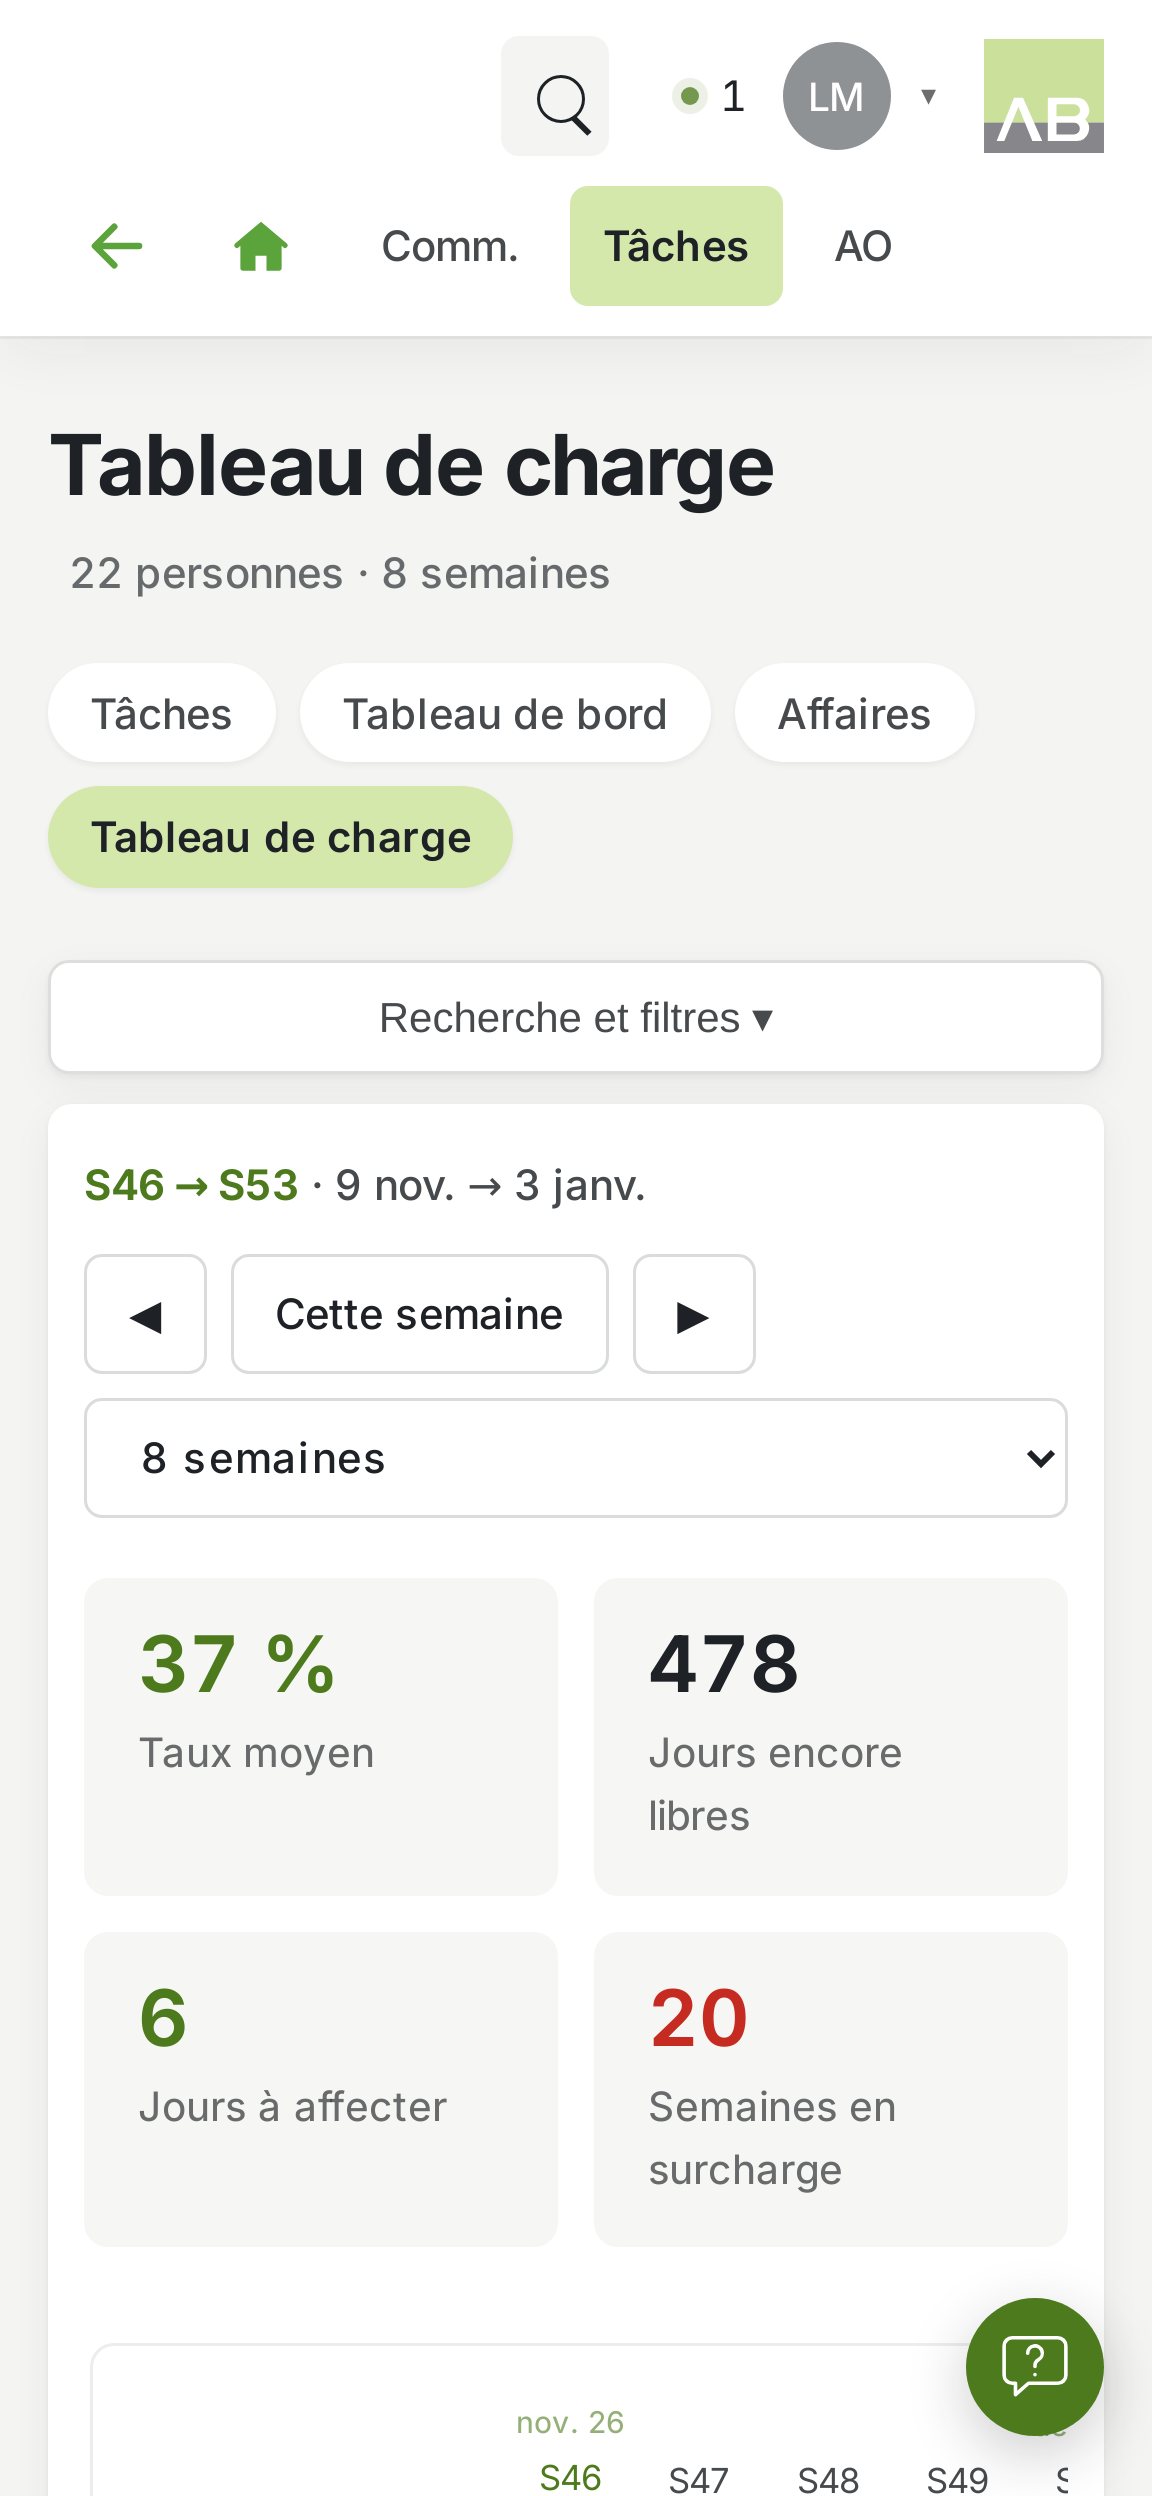 1 LM ▾ AB
Comm. Tâches AO
Tableau de charge
22 personnes · 8 semaines
Tâches Tableau de bord Affaires
Tableau de charge
Recherche et filtres ▾
S46 → S53 · 9 nov. → 3 janv.
◀ Cette semaine ▶
8 semaines
37 %
Taux moyen
478
Jours encore
libres
6
Jours à affecter
20
Semaines en
surcharge
?
nov. 26
S46 S47 S48 S49